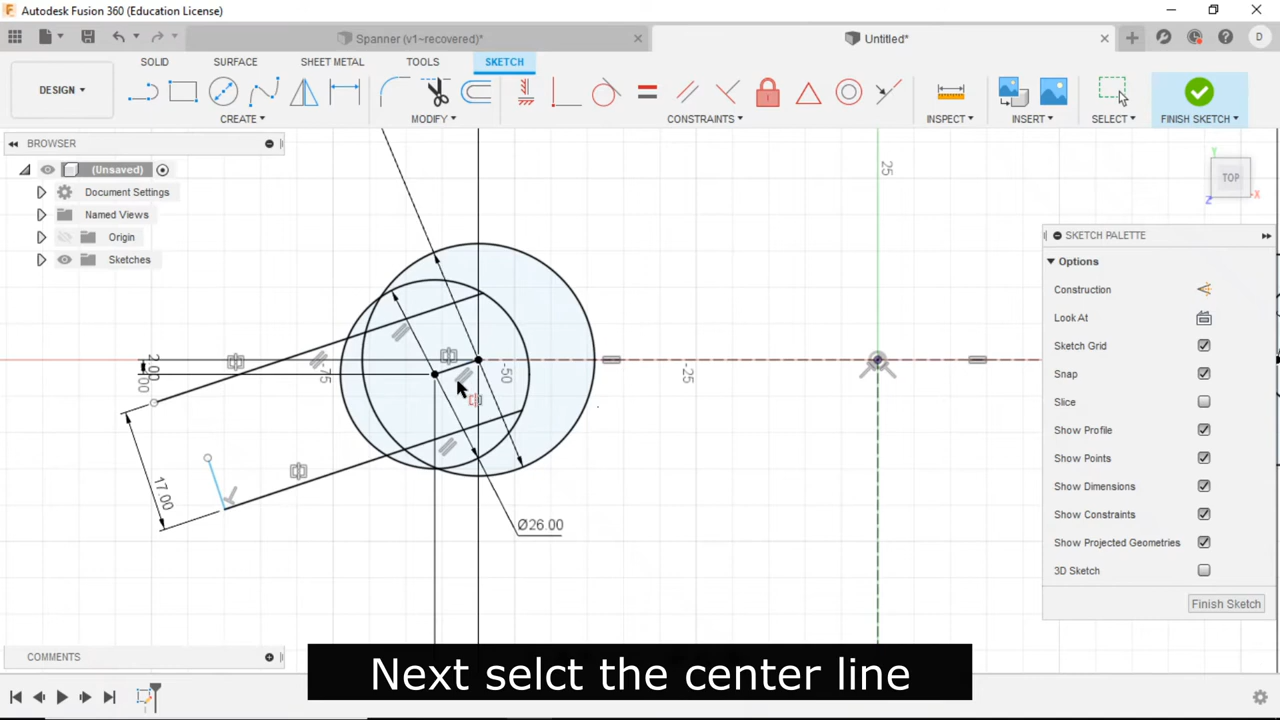 Autodesk Fusion 360 (Education License)
Spanner (v1~recovered)*
Untitled*
D
DESIGN
SOLID
SURFACE
SHEET METAL
TOOLS
SKETCH
CREATE
MODIFY
CONSTRAINTS
INSPECT
INSERT
SELECT
FINISH SKETCH
BROWSER
(Unsaved)
Document Settings
Named Views
Origin
Sketches
25
Y
TOP
Z
X
SKETCH PALETTE
Options
Construction
Look At
Sketch Grid
Snap
Slice
Show Profile
Show Points
Show Dimensions
Show Constraints
Show Projected Geometries
3D Sketch
Finish Sketch
2.00
-75
-50
-25
17.00
Ø26.00
COMMENTS
Next selct the center line